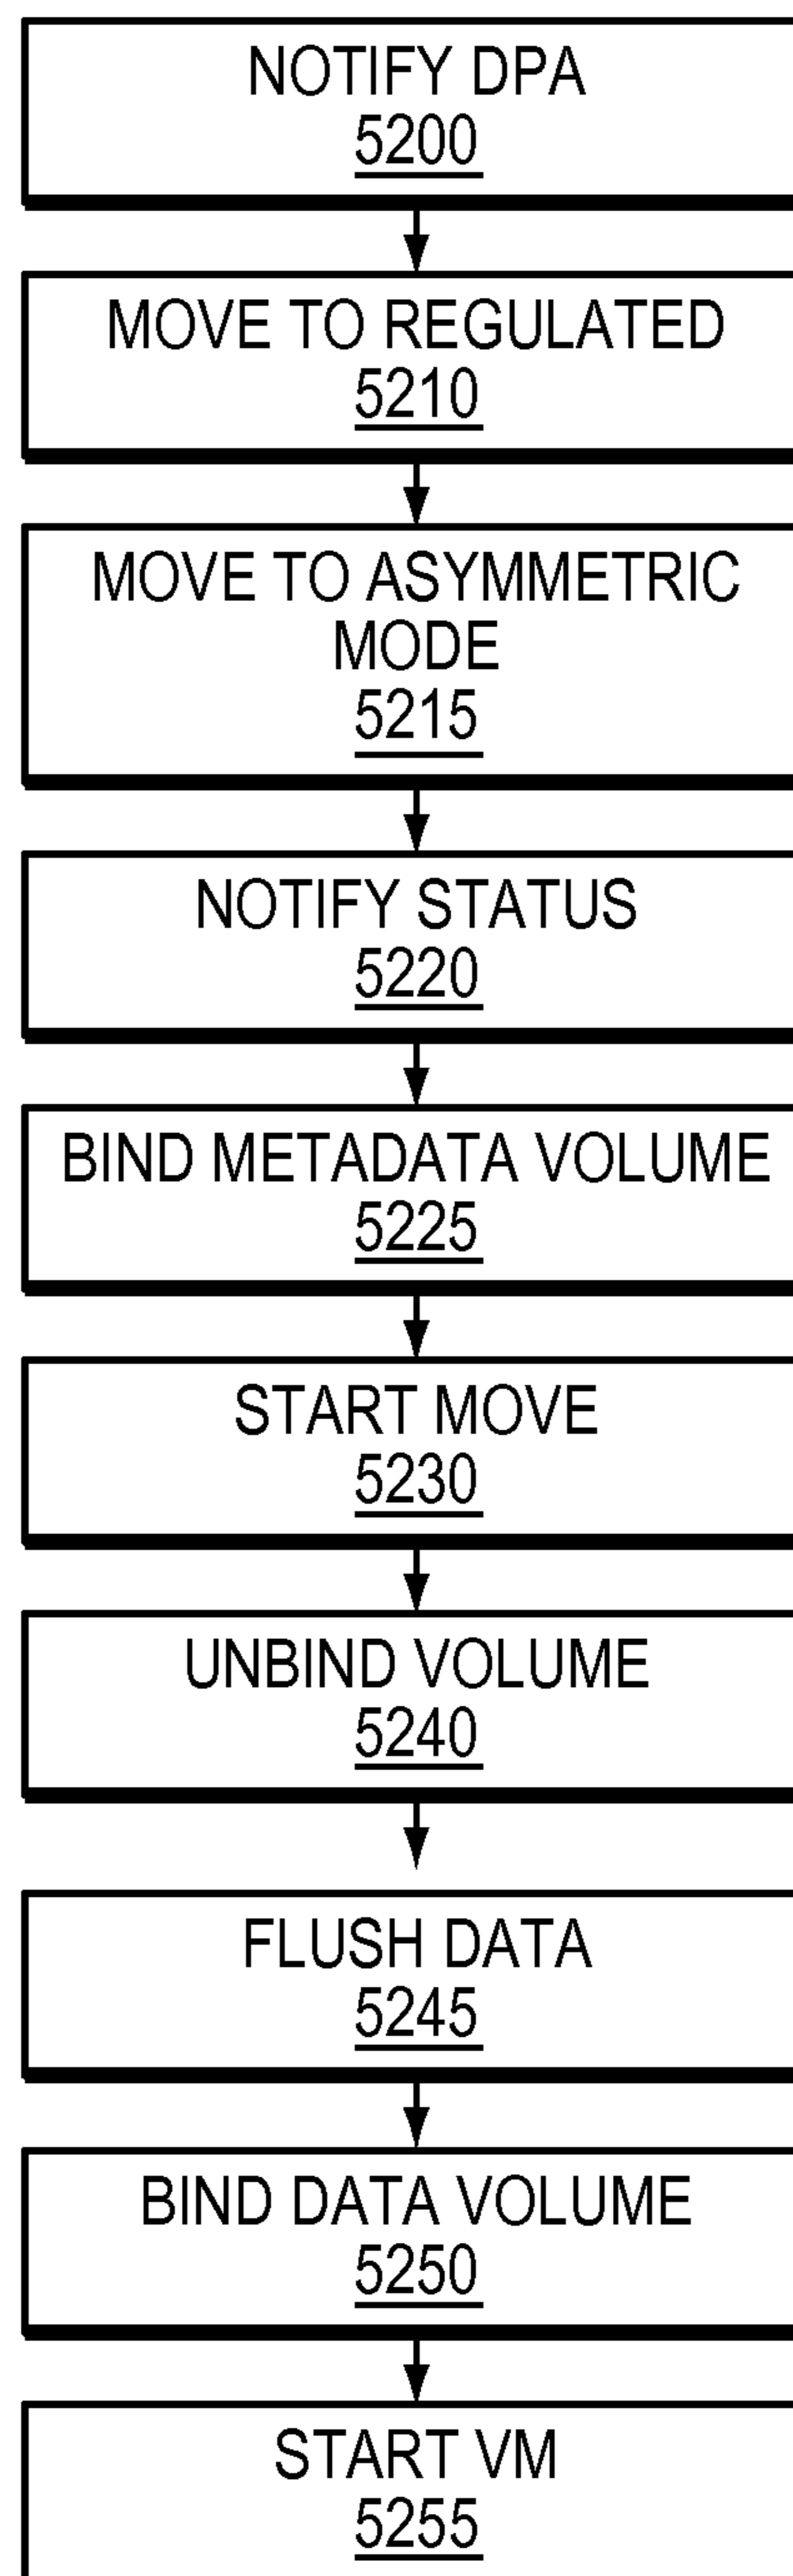 NOTIFY DPA
5200
MOVE TO REGULATED
5210
MOVE TO ASYMMETRIC
MODE
5215
NOTIFY STATUS
5220
BIND METADATA VOLUME
5225
START MOVE
5230
UNBIND VOLUME
5240
FLUSH DATA
5245
BIND DATA VOLUME
5250
START VM
5255